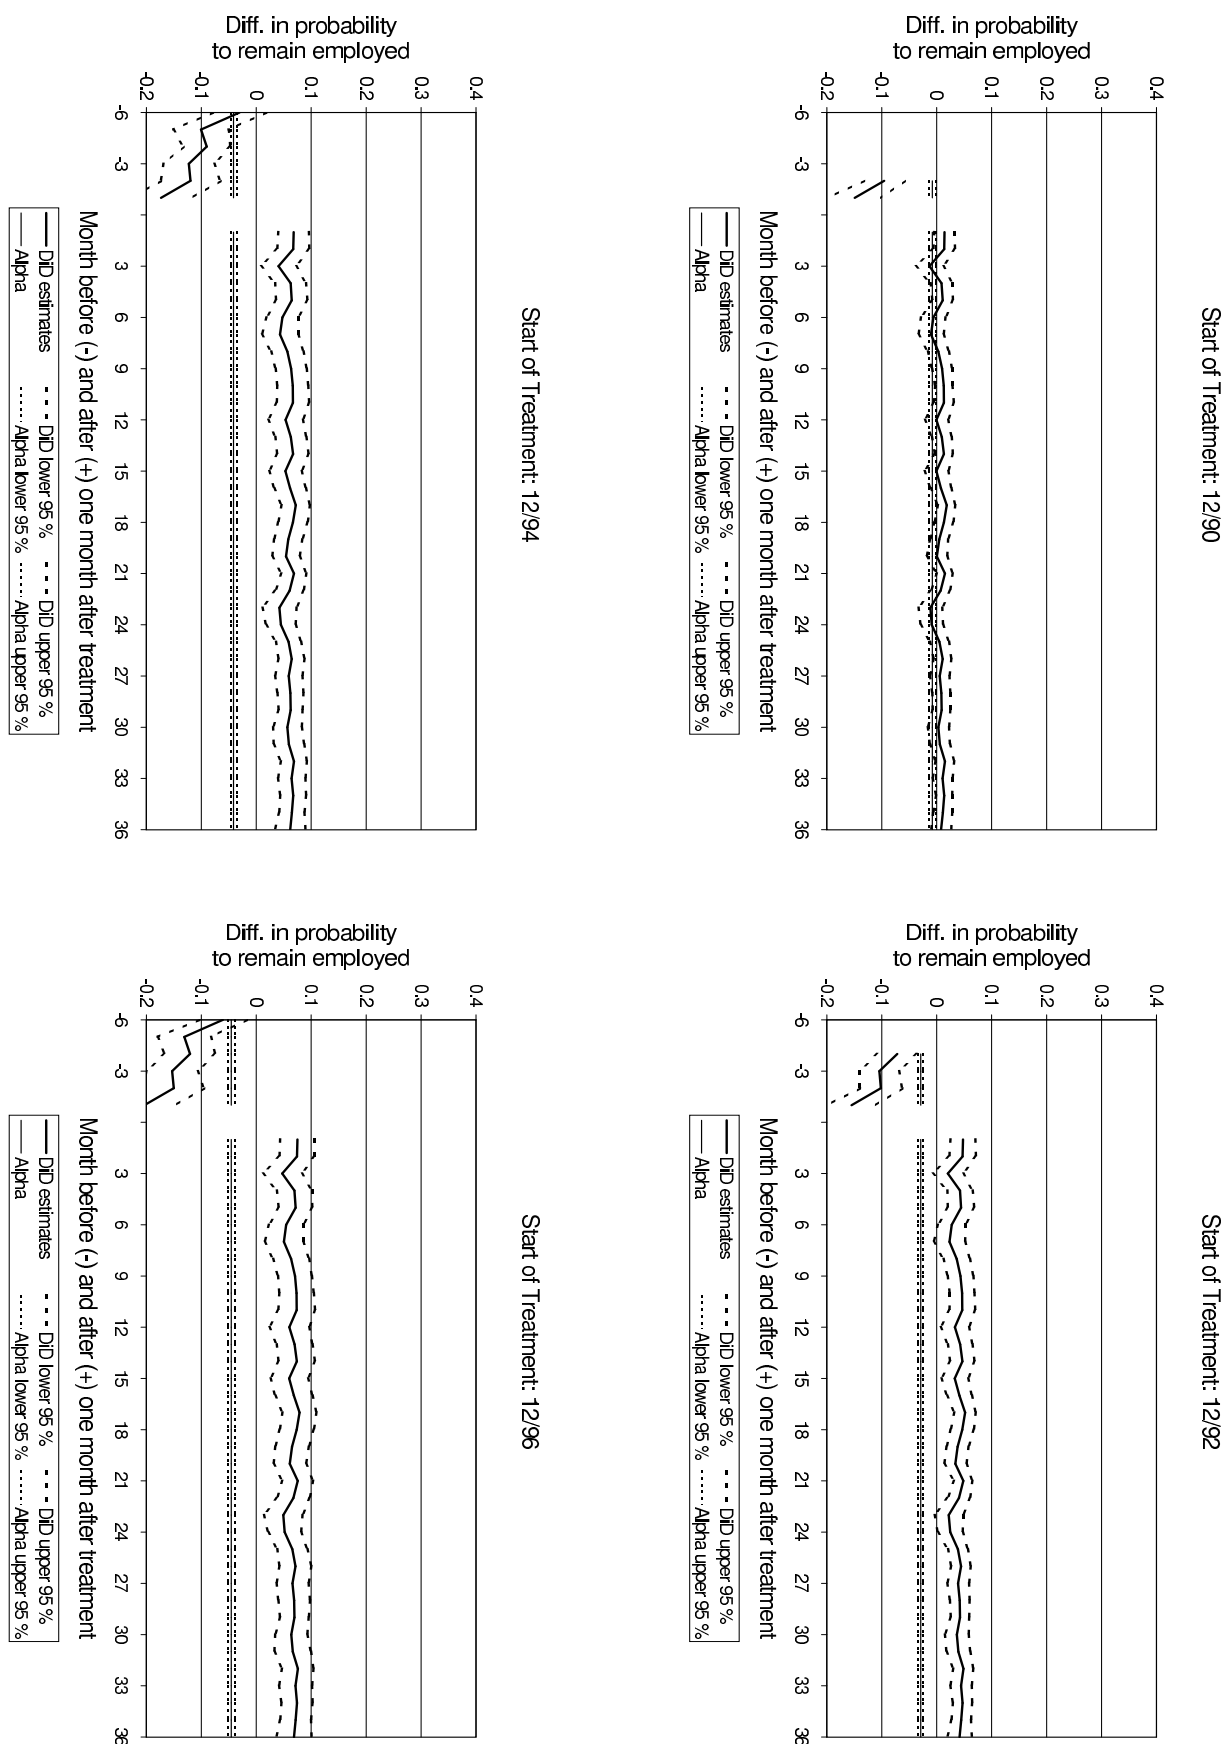 Start of Treatment: 12/90
Diff. in probability
to remain employed
0.4
0.3
0.2
0.1
0
-0.1
-0.2
-6 -3 3 6 9 12 15 18 21 24 27 30 33 36
Month before (-) and after (+) one month after treatment
DiD estimates DiD lower 95 % DiD upper 95 %
Alpha Alpha lower 95 % Alpha upper 95 %
Start of Treatment: 12/92
Diff. in probability
to remain employed
0.4
0.3
0.2
0.1
0
-0.1
-0.2
-6 -3 3 6 9 12 15 18 21 24 27 30 33 36
Month before (-) and after (+) one month after treatment
DiD estimates DiD lower 95 % DiD upper 95 %
Alpha Alpha lower 95 % Alpha upper 95 %
Start of Treatment: 12/94
Diff. in probability
to remain employed
0.4
0.3
0.2
0.1
0
-0.1
-0.2
-6 -3 3 6 9 12 15 18 21 24 27 30 33 36
Month before (-) and after (+) one month after treatment
DiD estimates DiD lower 95 % DiD upper 95 %
Alpha Alpha lower 95 % Alpha upper 95 %
Start of Treatment: 12/96
Diff. in probability
to remain employed
0.4
0.3
0.2
0.1
0
-0.1
-0.2
-6 -3 3 6 9 12 15 18 21 24 27 30 33 36
Month before (-) and after (+) one month after treatment
DiD estimates DiD lower 95 % DiD upper 95 %
Alpha Alpha lower 95 % Alpha upper 95 %